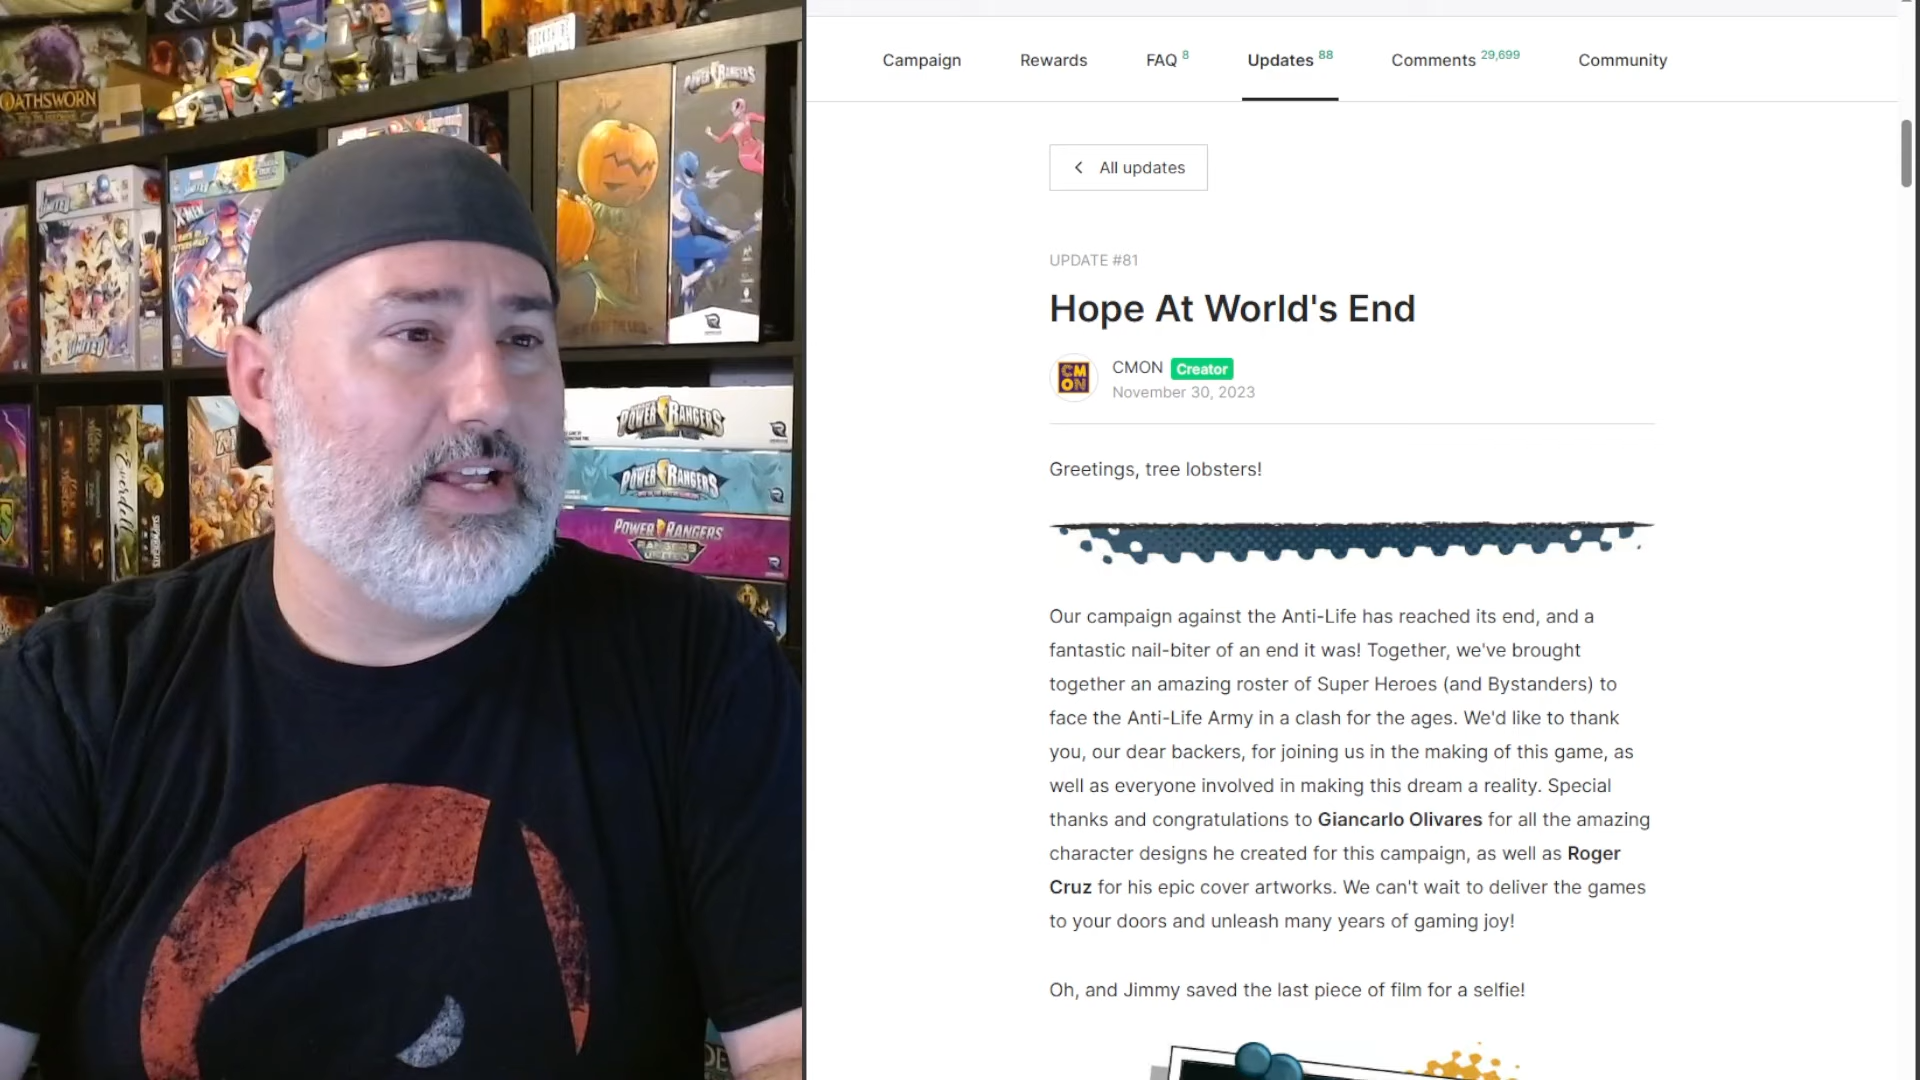 OATHSWORN
POWER RANGERS
UNITED
X-MEN
UNITED
Everdell
POWER RANGERS
POWER RANGERS
POWER RANGERS
Campaign
Rewards
FAQ 8
Updates 88
Comments 29,699
Community
All updates
UPDATE #81
Hope At World's End
CMON Creator
CM
ON
November 30, 2023
Greetings, tree lobsters!
Our campaign against the Anti-Life has reached its end, and a
fantastic nail-biter of an end it was! Together, we've brought
together an amazing roster of Super Heroes (and Bystanders) to
face the Anti-Life Army in a clash for the ages. We'd like to thank
you, our dear backers, for joining us in the making of this game, as
well as everyone involved in making this dream a reality. Special
thanks and congratulations to Giancarlo Olivares for all the amazing
character designs he created for this campaign, as well as Roger
Cruz for his epic cover artworks. We can't wait to deliver the games
to your doors and unleash many years of gaming joy!
Oh, and Jimmy saved the last piece of film for a selfie!